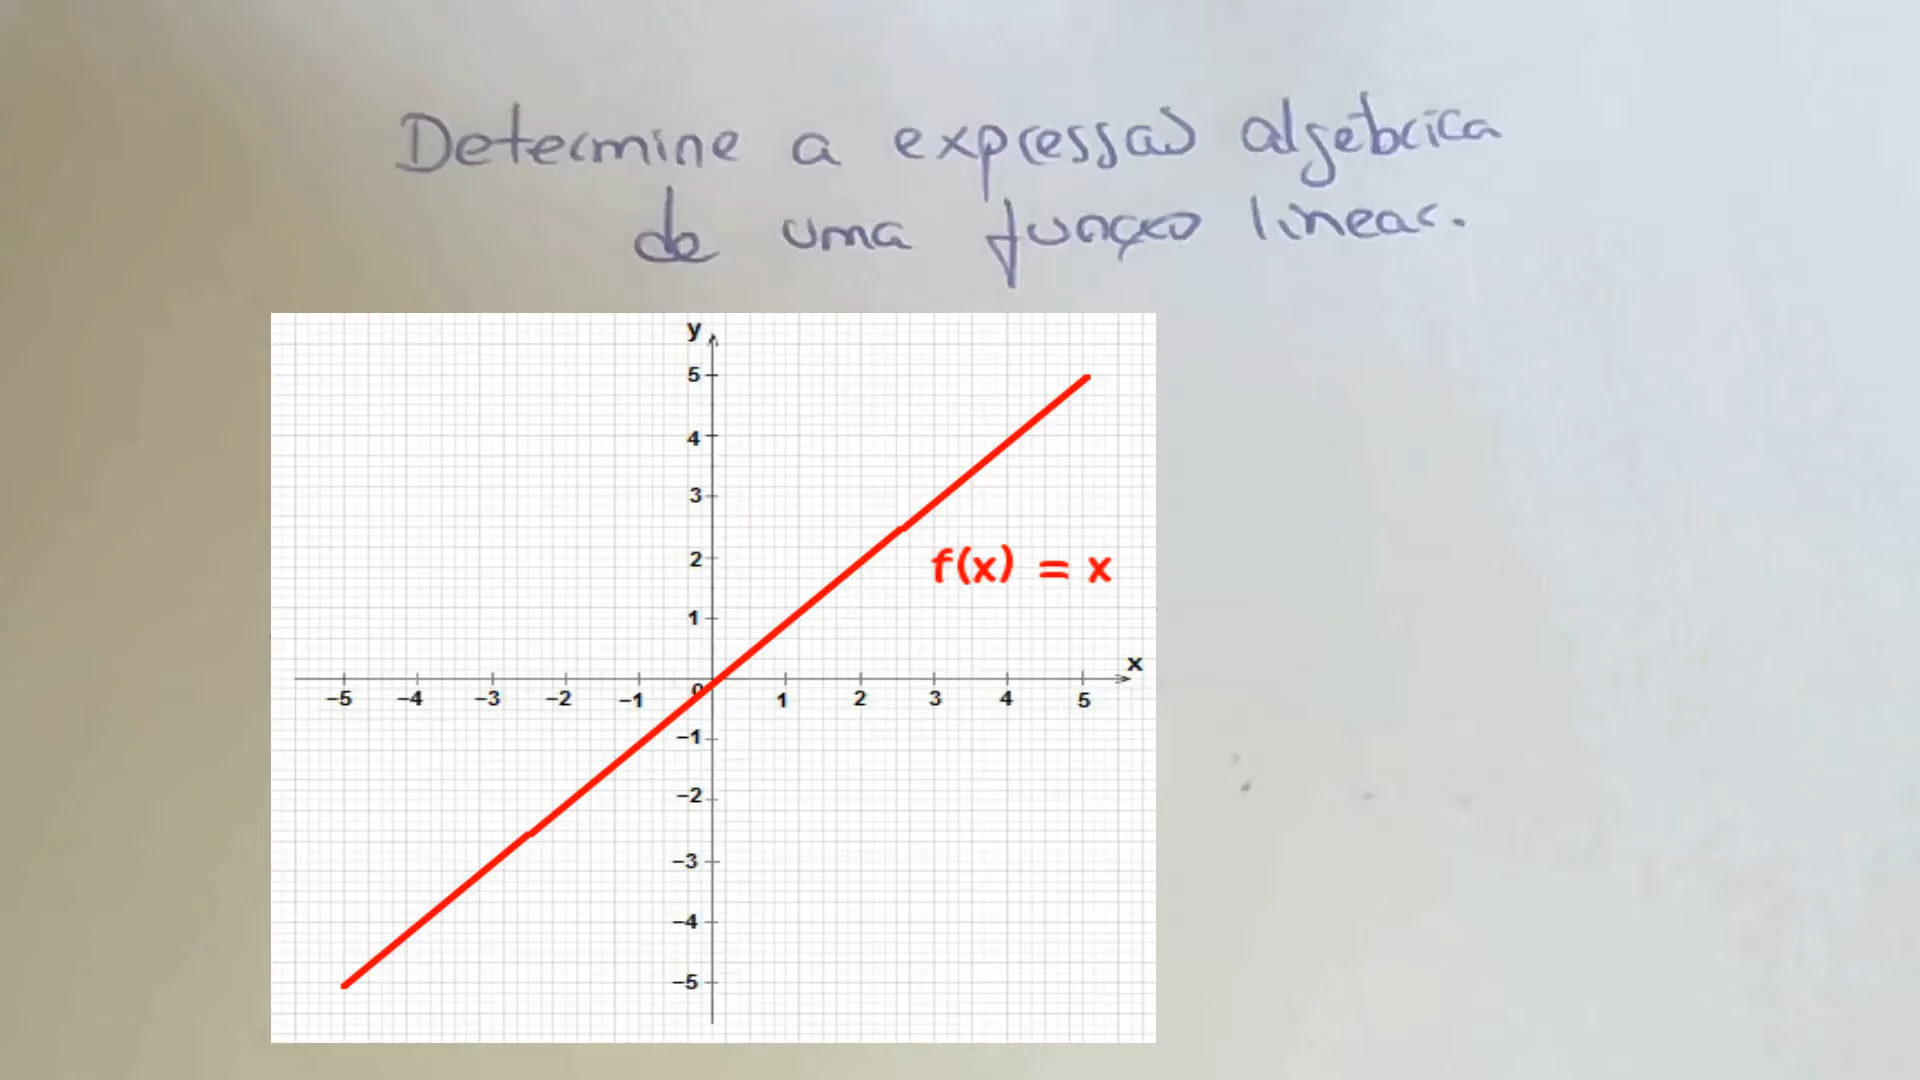 Determine a expressão algébrica
de uma função linear.
y
5
4
3
2
f(x) = x
1
x
0
-5 -4 -3 -2 -1 1 2 3 4 5
-1
-2
-3
-4
-5